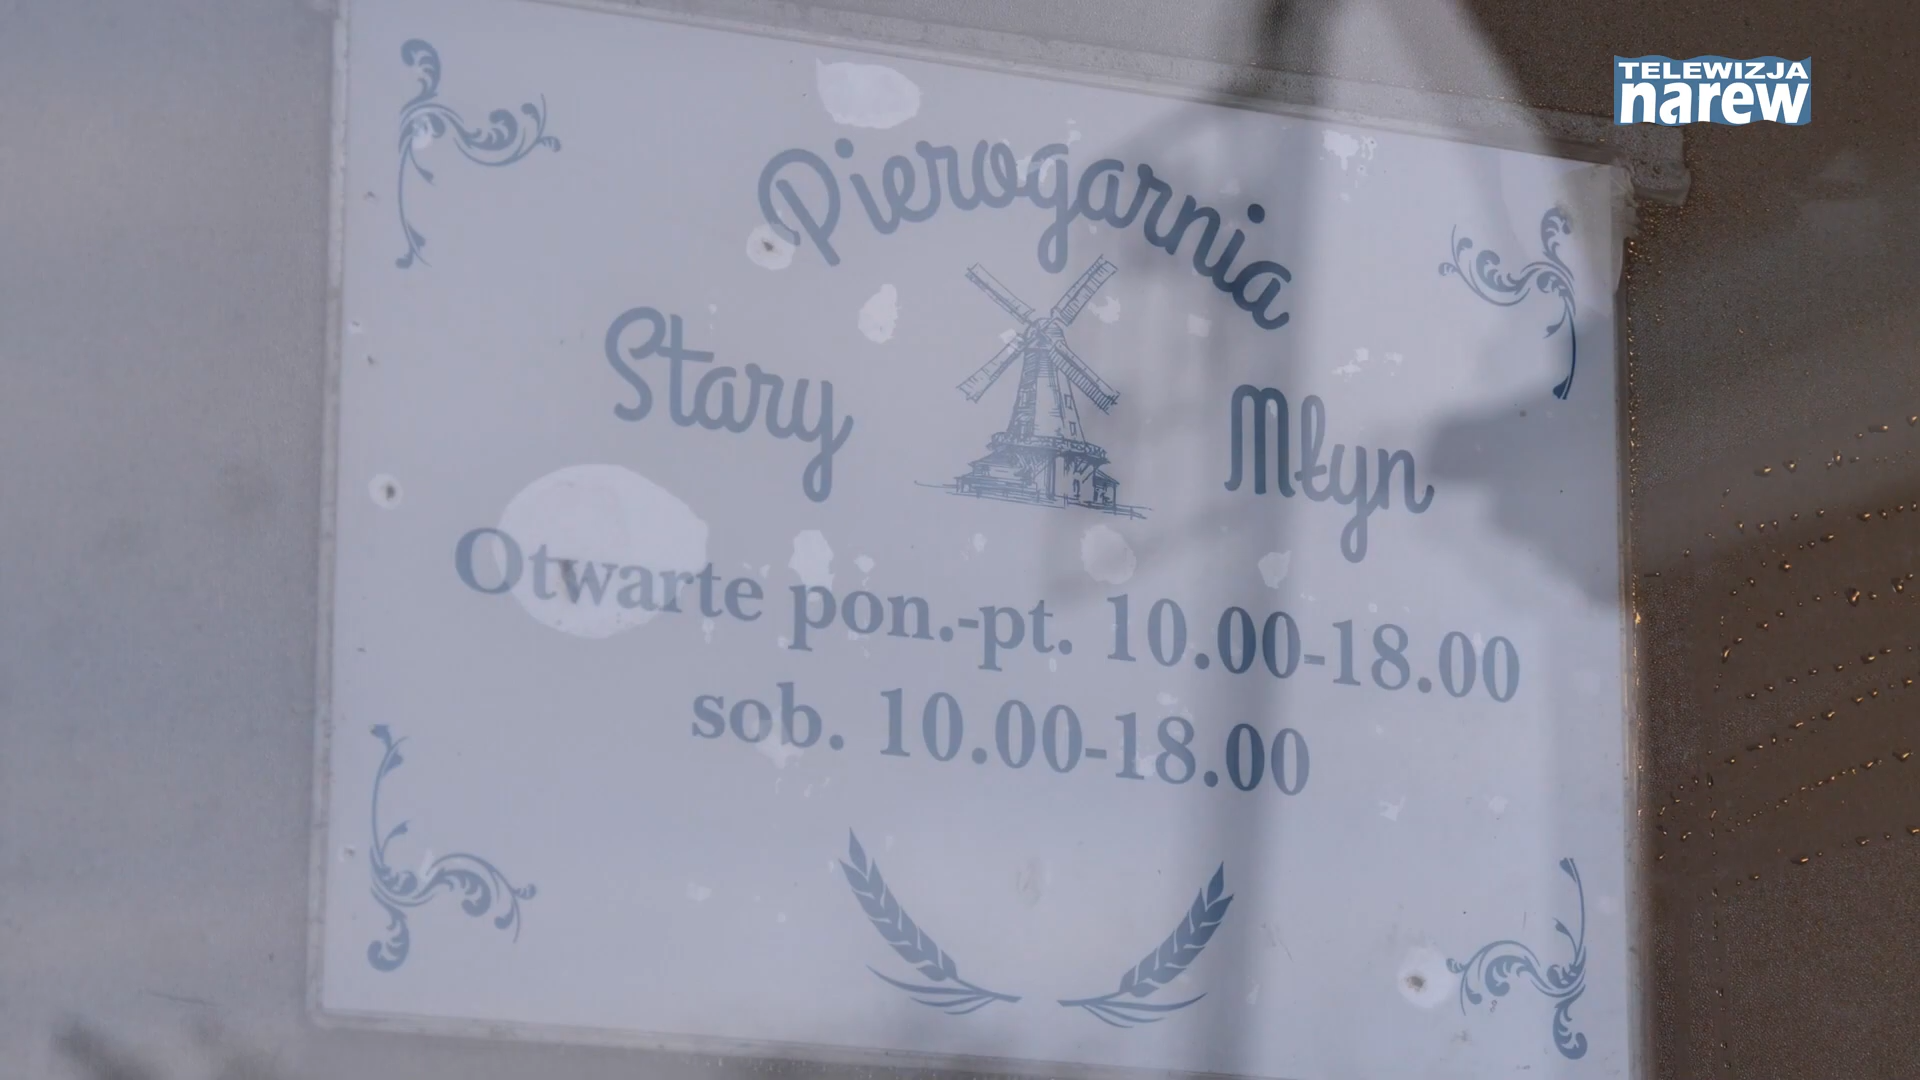 TELEWIZJA
narew
Pierogarnia
Stary Młyn
Otwarte pon.-pt. 10.00-18.00
sob. 10.00-18.00